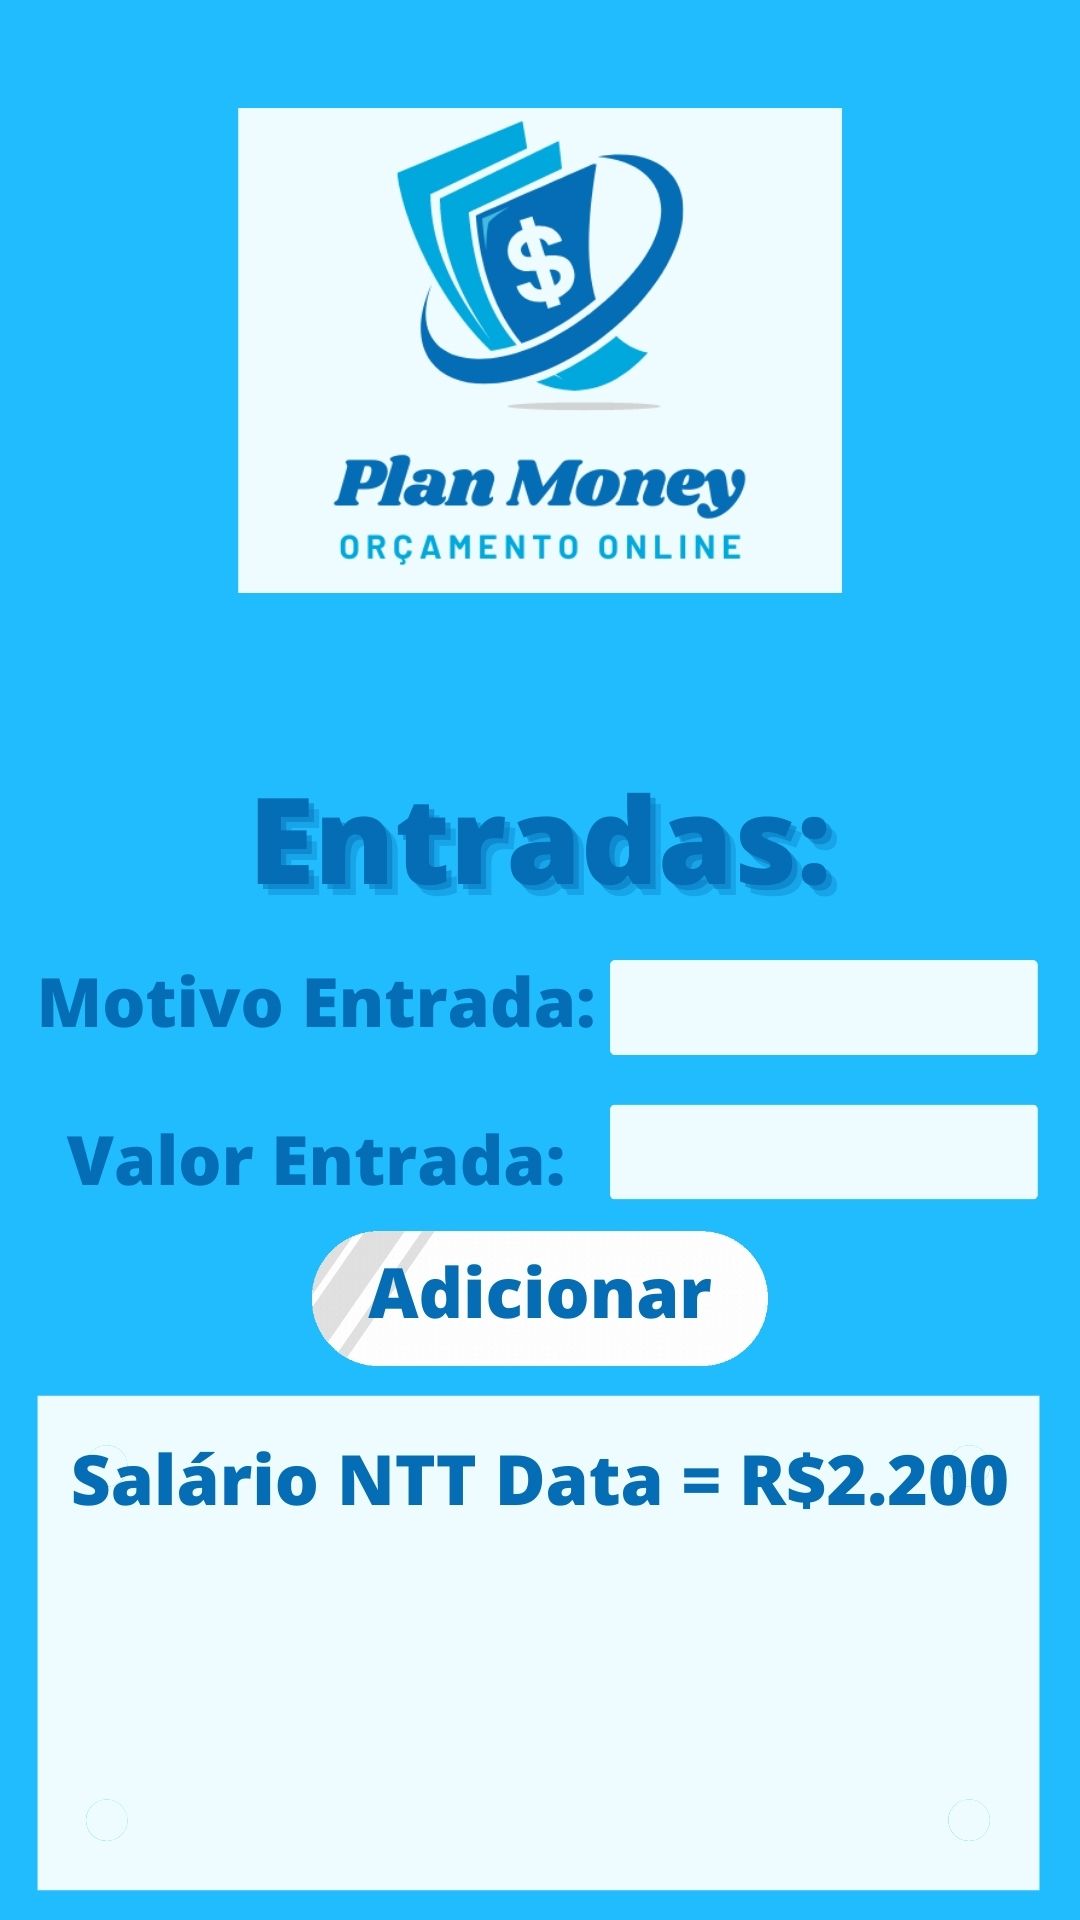 $
Plan Money
ORÇAMENTO ONLINE
Entradas:
Motivo Entrada:
Valor Entrada:
Adicionar
Salário NTT Data = R$2.200